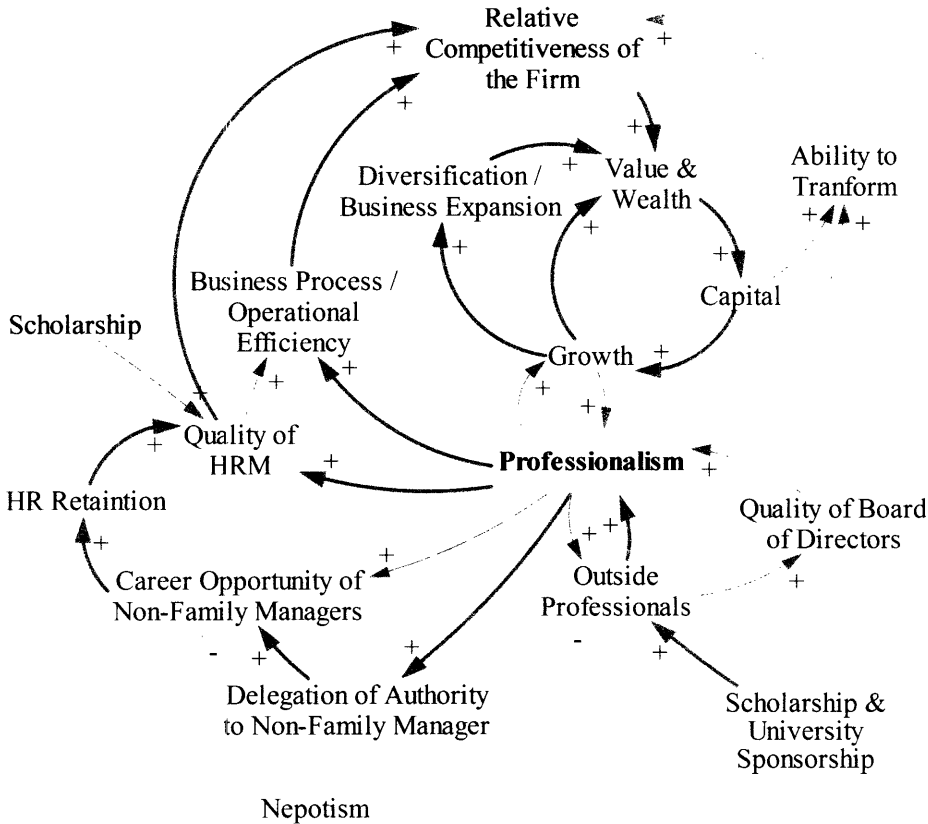 Relative
Competitiveness of
the Firm
+
+
+
+
Diversification /
Business Expansion
+
Value &
Wealth
Ability to
Tranform
+
+
+
+
+
Business Process /
Operational
Efficiency
Capital
Scholarship
Growth
+
+
+
+
+
+
+
Quality of
HRM
+
+
Professionalism
+
HR Retaintion
Quality of Board
of Directors
+
+
+
+
Career Opportunity of
Non-Family Managers
Outside
Professionals
+
-
+
+
-
+
Delegation of Authority
to Non-Family Manager
Scholarship &
University
Sponsorship
Nepotism